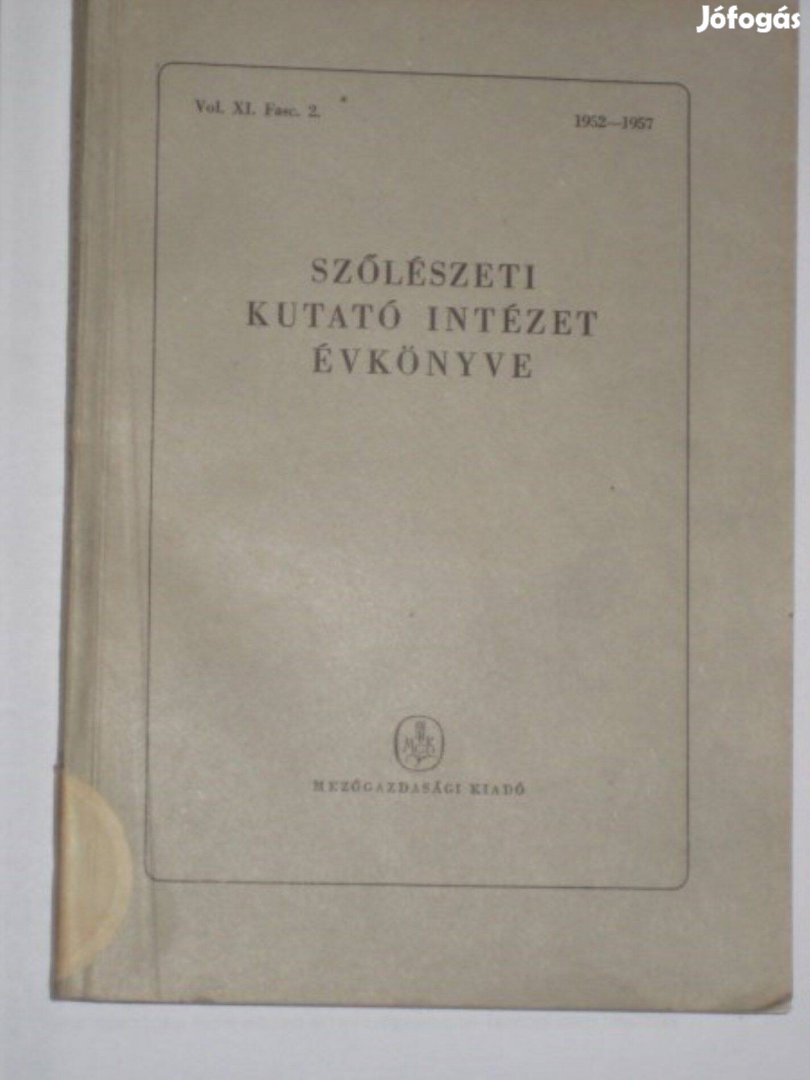 Jófogás
Vol. XI. Fasc. 2.
1952—1957
SZŐLÉSZETI
KUTATÓ INTÉZET
ÉVKÖNYVE
MEZŐGAZDASÁGI KIADÓ